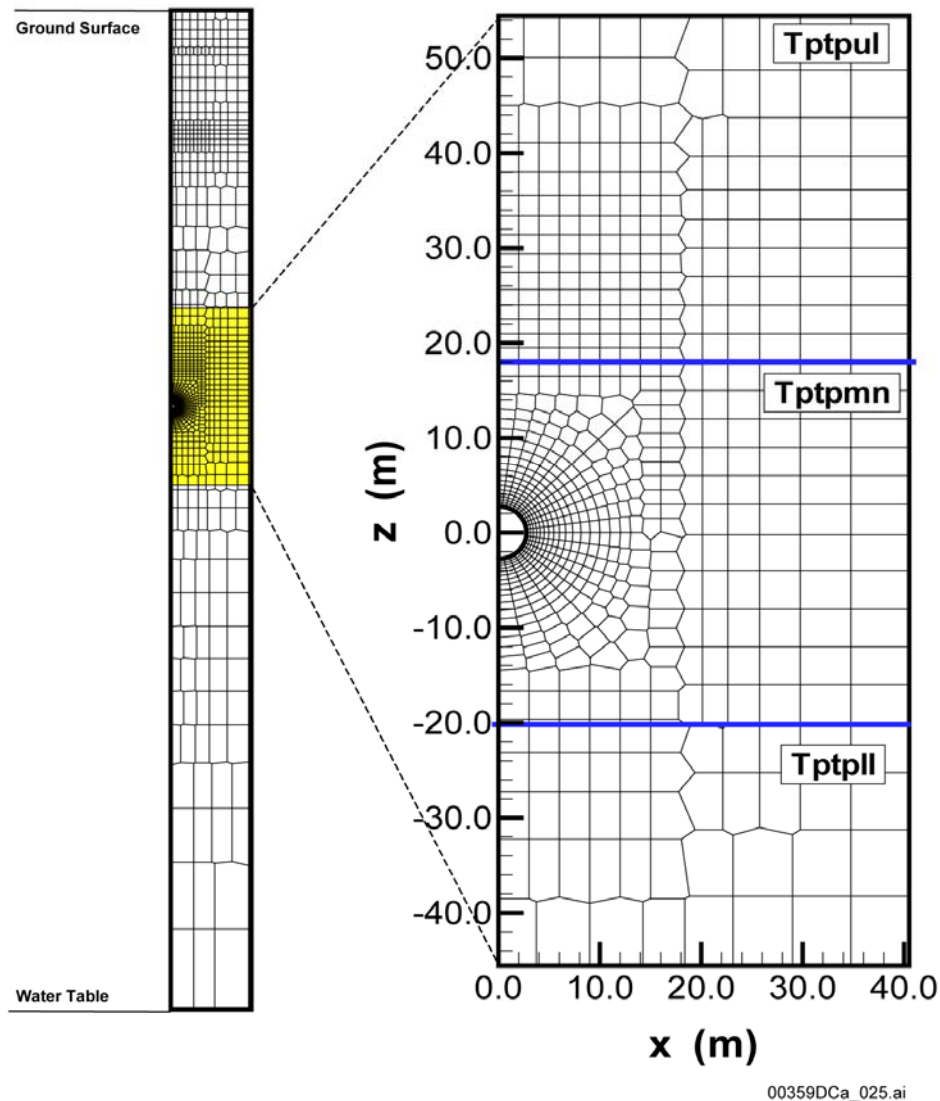 Ground Surface
Water Table
Tptpul
Tptpmn
Tptpll
50.0
40.0
30.0
20.0
10.0
0.0
-10.0
-20.0
-30.0
-40.0
z (m)
0.0 10.0 20.0 30.0 40.0
x (m)
00359DCa_025.ai